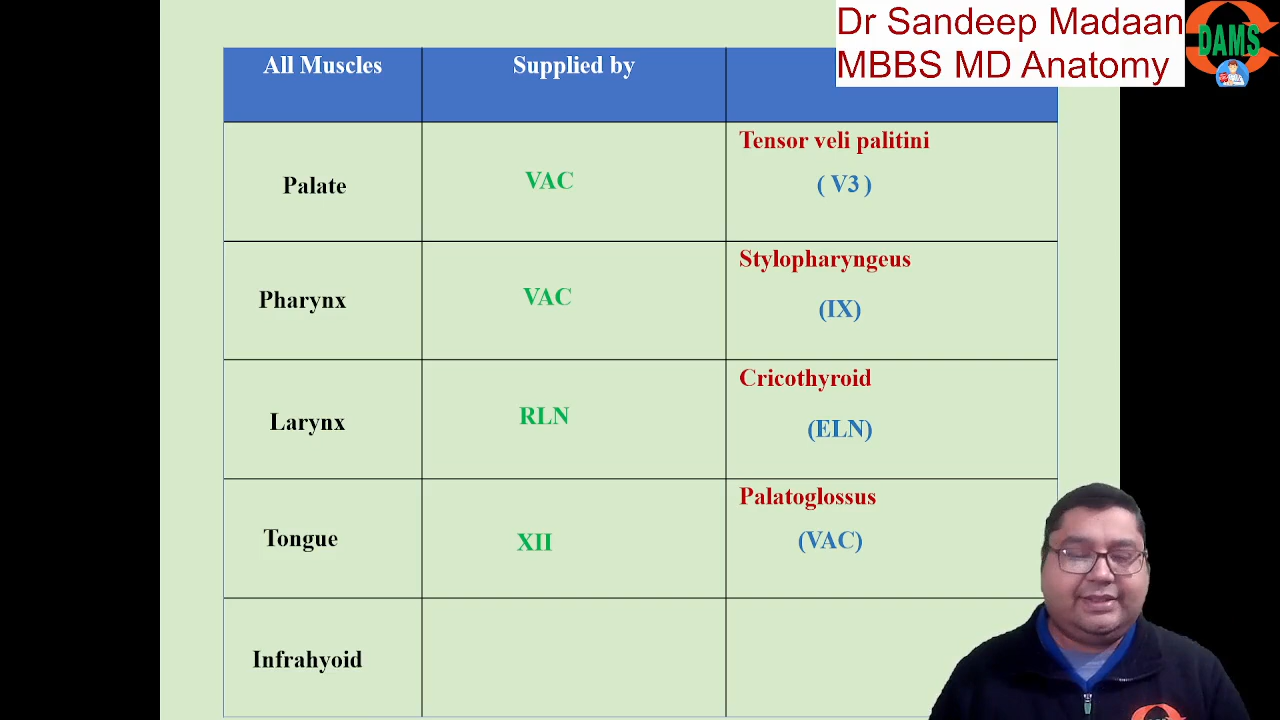 Dr Sandeep Madaan
MBBS MD Anatomy
DAMS
All Muscles
Supplied by
Palate
VAC
Tensor veli palitini
( V3 )
Pharynx
VAC
Stylopharyngeus
(IX)
Larynx
RLN
Cricothyroid
(ELN)
Tongue
XII
Palatoglossus
(VAC)
Infrahyoid